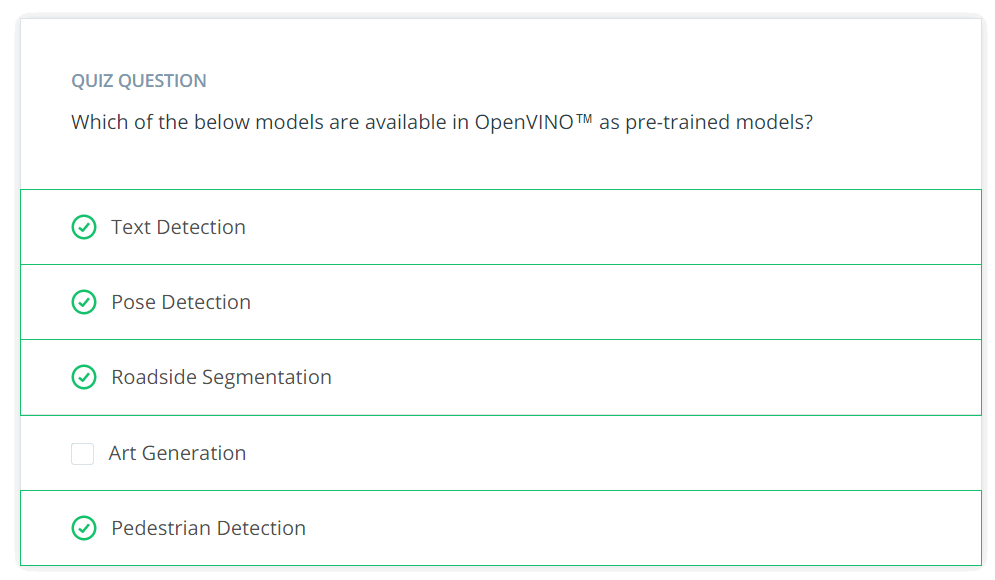 QUIZ QUESTION
Which of the below models are available in OpenVINO™ as pre-trained models?
Text Detection
Pose Detection
Roadside Segmentation
Art Generation
Pedestrian Detection